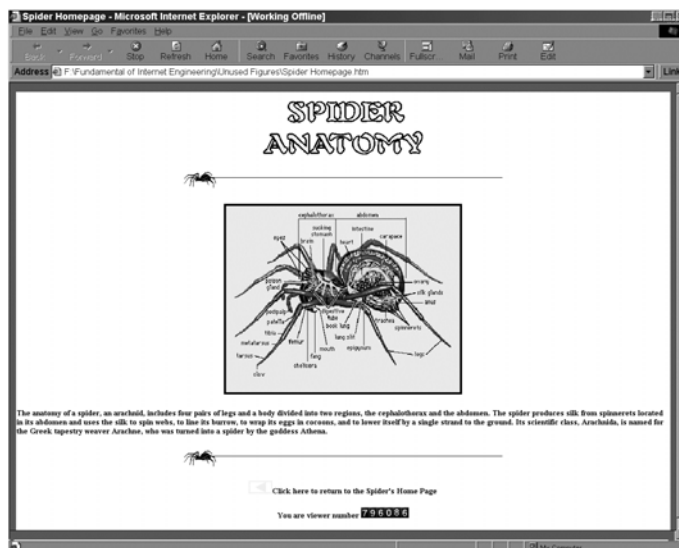 Spider Homepage - Microsoft Internet Explorer - [Working Offline]
File Edit View Go Favorites Help
Back Forward Stop Refresh Home Search Favorites History Channels Fullscr... Mail Print Edit
Address F:\Fundamental of Internet Engineering\Unused Figures\Spider Homepage.htm
SPIDER
ANATOMY
cephalothorax abdomen
sucking stomach
intestine
eyes
brain
heart
carapace
poison gland
ovary
silk glands
anus
pedipalp
digestive tube
patella
book lung
trachea
spinnerets
tibia
lung slit
metatarsus
femur
mouth
epigynum
tarsus
fang
legs
chelicera
claw
The anatomy of a spider, an arachnid, includes four pairs of legs and a body divided into two regions, the cephalothorax and the abdomen. The spider produces silk from spinnerets located
in its abdomen and uses the silk to spin webs, to line its burrow, to wrap its eggs in cocoons, and to lower itself by a single strand to the ground. Its scientific class, Arachnida, is named for
the Greek tapestry weaver Arachne, who was turned into a spider by the goddess Athena.
Click here to return to the Spider's Home Page
You are viewer number 796086
My Computer